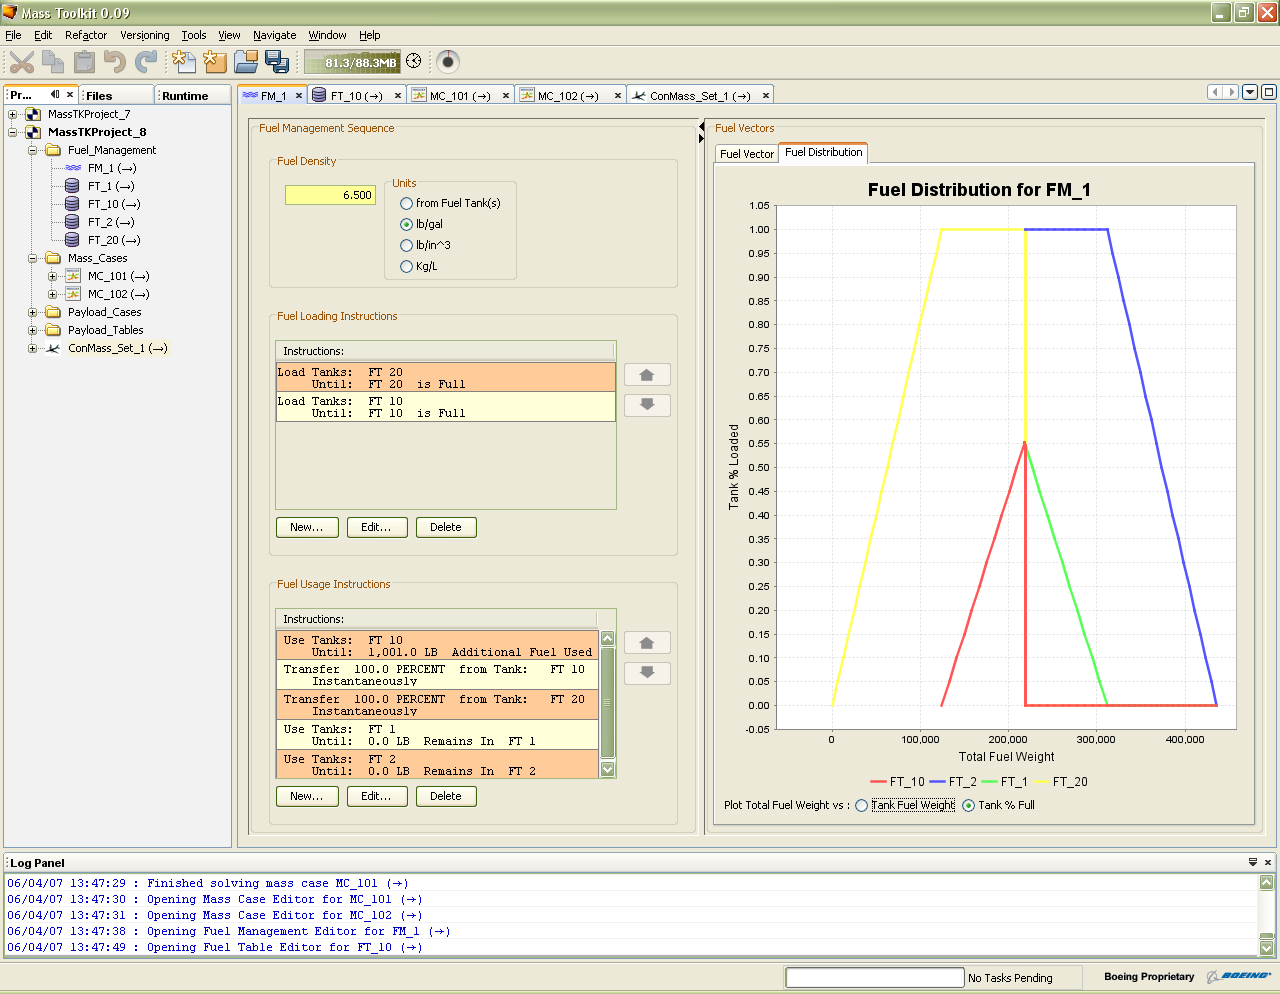 Mass Toolkit 0.09
File Edit Refactor Versioning Tools View Navigate Window Help
81.3/88.3MB
Pr... Files Runtime
MassTKProject_7
MassTKProject_8
Fuel_Management
FM_1 (→)
FT_1 (→)
FT_10 (→)
FT_2 (→)
FT_20 (→)
Mass_Cases
MC_101 (→)
MC_102 (→)
Payload_Cases
Payload_Tables
ConMass_Set_1 (→)
FM_1 FT_10 (→) MC_101 (→) MC_102 (→) ConMass_Set_1 (→)
Fuel Management Sequence
Fuel Density
6.500
Units
from Fuel Tank(s)
lb/gal
lb/in^3
Kg/L
Fuel Loading Instructions
Instructions:
Load Tanks: FT 20
Until: FT 20 is Full
Load Tanks: FT 10
Until: FT 10 is Full
New... Edit... Delete
Fuel Usage Instructions
Instructions:
Use Tanks: FT 10
Until: 1,001.0 LB Additional Fuel Used
Transfer 100.0 PERCENT from Tank: FT 10
Instantaneously
Transfer 100.0 PERCENT from Tank: FT 20
Instantaneously
Use Tanks: FT 1
Until: 0.0 LB Remains In FT 1
Use Tanks: FT 2
Until: 0.0 LB Remains In FT 2
New... Edit... Delete
Fuel Vectors
Fuel Vector Fuel Distribution
Fuel Distribution for FM_1
1.05
1.00
0.95
0.90
0.85
0.80
0.75
0.70
0.65
0.60
0.55
0.50
0.45
0.40
0.35
0.30
0.25
0.20
0.15
0.10
0.05
0.00
-0.05
Tank % Loaded
0 100,000 200,000 300,000 400,000
Total Fuel Weight
FT_10 FT_2 FT_1 FT_20
Plot Total Fuel Weight vs : Tank Fuel Weight Tank % Full
Log Panel
06/04/07 13:47:29 : Finished solving mass case MC_101 (→)
06/04/07 13:47:30 : Opening Mass Case Editor for MC_101 (→)
06/04/07 13:47:31 : Opening Mass Case Editor for MC_102 (→)
06/04/07 13:47:38 : Opening Fuel Management Editor for FM_1 (→)
06/04/07 13:47:49 : Opening Fuel Table Editor for FT_10 (→)
No Tasks Pending
Boeing Proprietary
BOEING